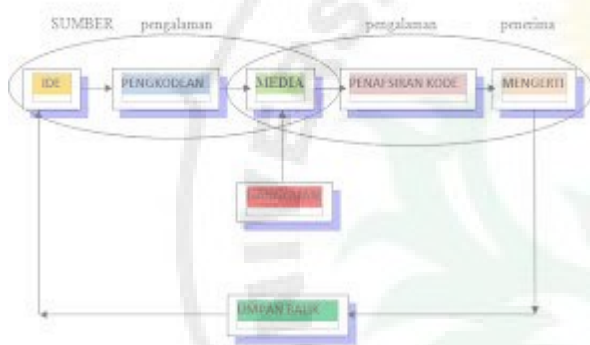 SUMBER pengalaman pengalaman penerima
IDE PENGKODEAN MEDIA PENAFSIRAN KODE MENGERTI
UMPAN BALIK